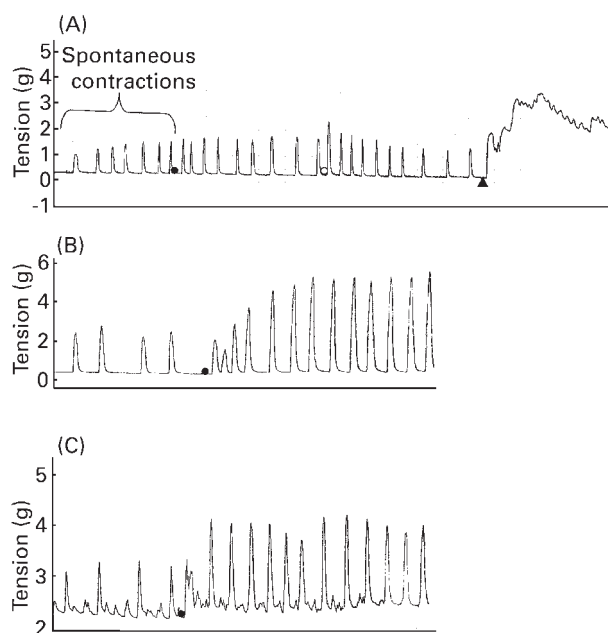 (A)
Spontaneous
contractions
Tension (g)
5
4
3
2
1
0
-1
(B)
Tension (g)
6
4
2
0
(C)
Tension (g)
5
4
3
2